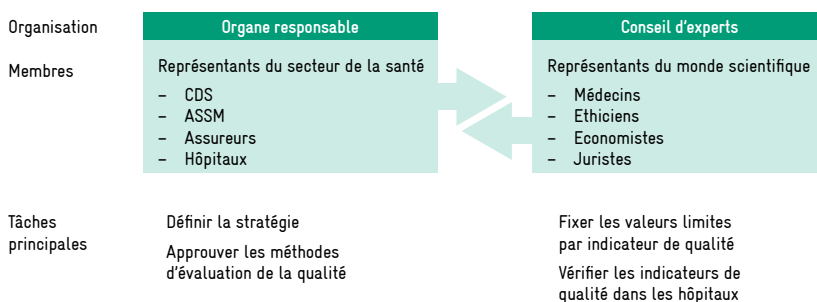 Organisation
Organe responsable
Conseil d'experts
Membres
Représentants du secteur de la santé
– CDS
– ASSM
– Assureurs
– Hôpitaux
Représentants du monde scientifique
– Médecins
– Ethiciens
– Economistes
– Juristes
Tâches
principales
Définir la stratégie
Approuver les méthodes
d'évaluation de la qualité
Fixer les valeurs limites
par indicateur de qualité
Vérifier les indicateurs de
qualité dans les hôpitaux